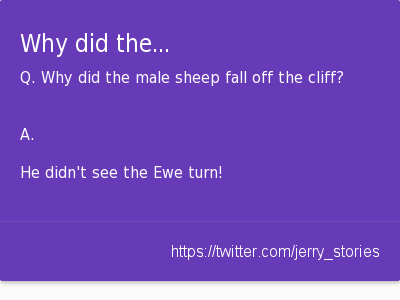 Why did the...
Q. Why did the male sheep fall off the cliff?
A.
He didn't see the Ewe turn!
https://twitter.com/jerry_stories